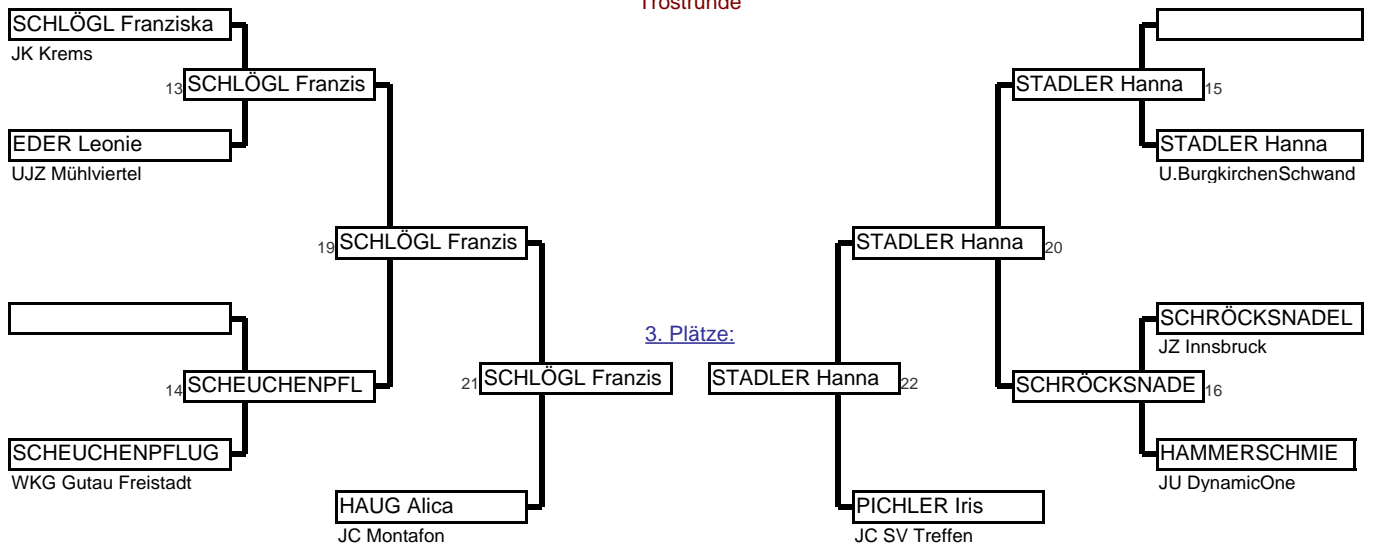 Trostrunde
SCHLÖGL Franziska
JK Krems
13 SCHLÖGL Franzis
EDER Leonie
UJZ Mühlviertel
19 SCHLÖGL Franzis
14 SCHEUCHENPFL
SCHEUCHENPFLUG
WKG Gutau Freistadt
21 SCHLÖGL Franzis
HAUG Alica
JC Montafon
3. Plätze:
STADLER Hanna 15
STADLER Hanna
U.BurgkirchenSchwand
STADLER Hanna 20
SCHRÖCKSNADEL
JZ Innsbruck
SCHRÖCKSNADE 16
HAMMERSCHMIE
JU DynamicOne
STADLER Hanna 22
PICHLER Iris
JC SV Treffen